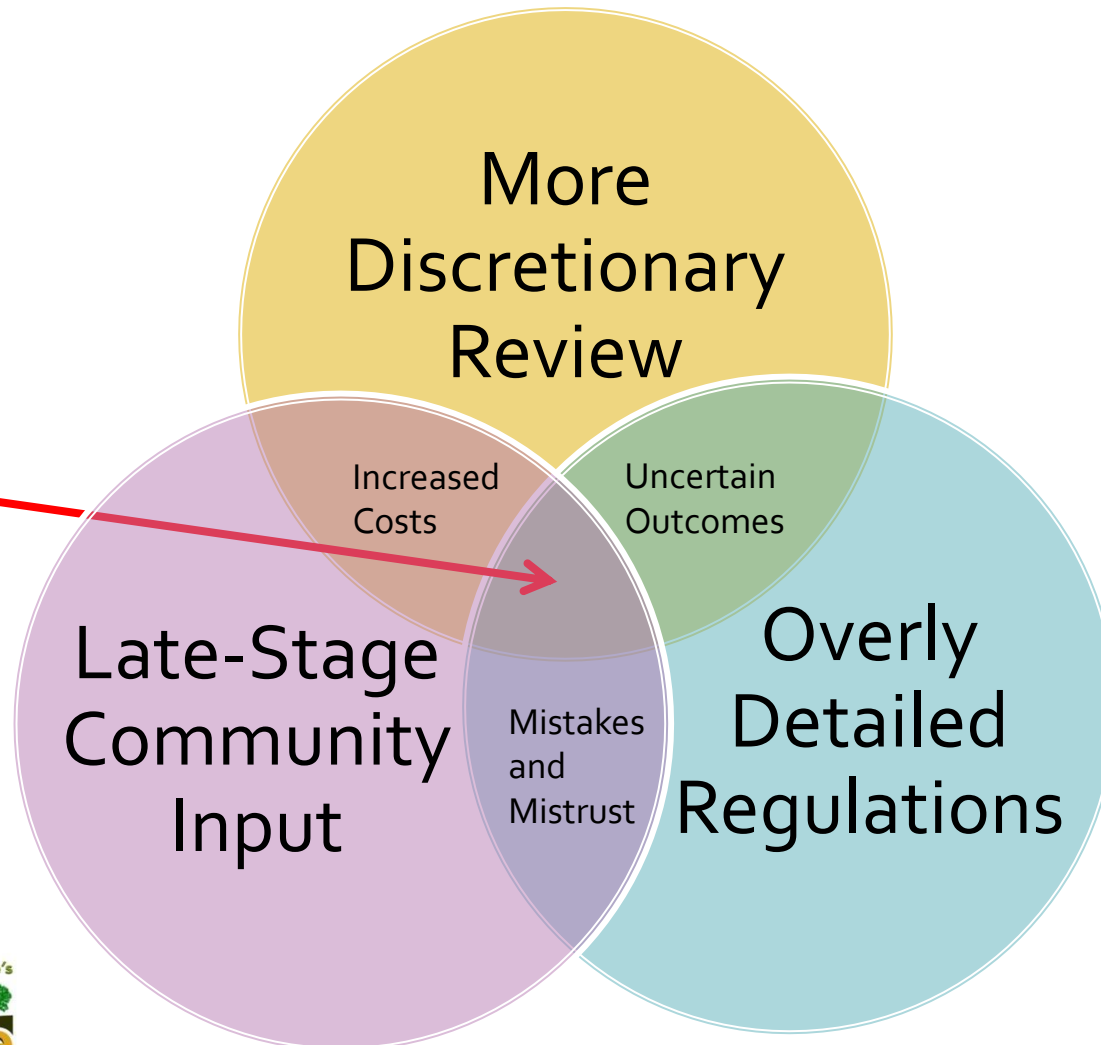 More
Discretionary
Review
Increased
Costs
Uncertain
Outcomes
Late-Stage
Community
Input
Mistakes
and
Mistrust
Overly
Detailed
Regulations